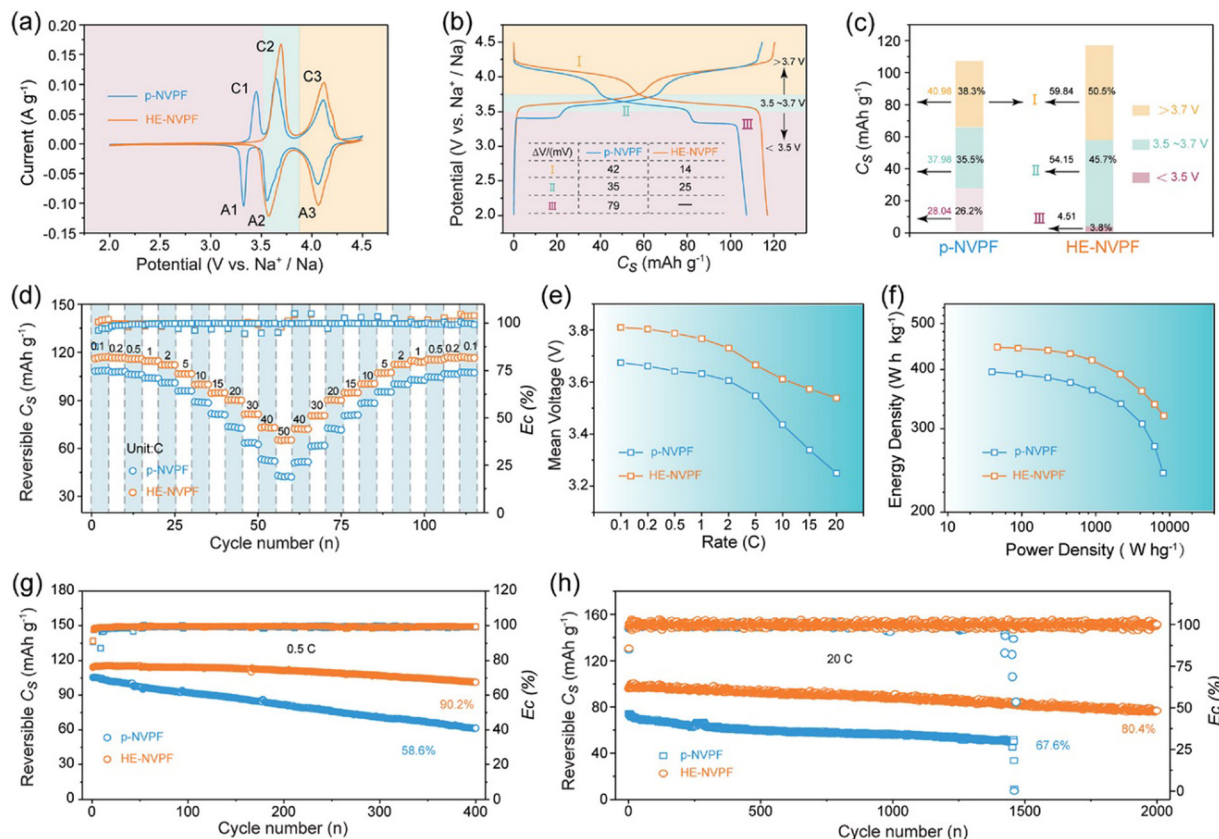 (a)
0.20
0.15
0.10
0.05
0.00
-0.05
-0.10
-0.15
Current (A g⁻¹)
p-NVPF
HE-NVPF
C1
C2
C3
A1
A2
A3
2.0
2.5
3.0
3.5
4.0
4.5
Potential (V vs. Na⁺ / Na)
(b)
4.5
4.0
3.5
3.0
2.5
2.0
Potential (V vs. Na⁺ / Na)
I
II
III
>3.7 V
3.5 ~3.7 V
< 3.5 V
ΔV/(mV) p-NVPF HE-NVPF
I 42 14
II 35 25
III 79 —
0
20
40
60
80
100
120
Cs (mAh g⁻¹)
(c)
120
100
80
60
40
20
0
Cs (mAh g⁻¹)
40.98 38.3% I 59.84 50.5%
37.98 35.5% II 54.15 45.7%
28.04 26.2% III 4.51 3.8%
>3.7 V
3.5 ~3.7 V
< 3.5 V
p-NVPF
HE-NVPF
(d)
150
120
90
60
30
Reversible Cs (mAh g⁻¹)
0.1 0.2 0.5 1 2 5 10 15 20 30 40 40 30 20 15 10 5 2 1 0.5 0.2 0.1
Unit:C
p-NVPF
HE-NVPF
100
75
50
25
0
Ec (%)
0
25
50
75
100
Cycle number (n)
(e)
3.8
3.6
3.4
3.2
Mean Voltage (V)
p-NVPF
HE-NVPF
0.1
0.2
0.5
1
2
5
10
15
20
Rate (C)
(f)
500
400
300
200
Energy Density (W h kg⁻¹)
p-NVPF
HE-NVPF
10
100
1000
10000
Power Density ( W hg⁻¹)
(g)
180
150
120
90
60
30
0
Reversible Cs (mAh g⁻¹)
0.5 C
90.2%
58.6%
p-NVPF
HE-NVPF
120
100
80
60
40
20
0
Ec (%)
0
100
200
300
400
Cycle number (n)
(h)
160
120
80
40
0
Reversible Cs (mAh g⁻¹)
20 C
80.4%
67.6%
p-NVPF
HE-NVPF
100
75
50
25
0
Ec (%)
0
500
1000
1500
2000
Cycle number (n)